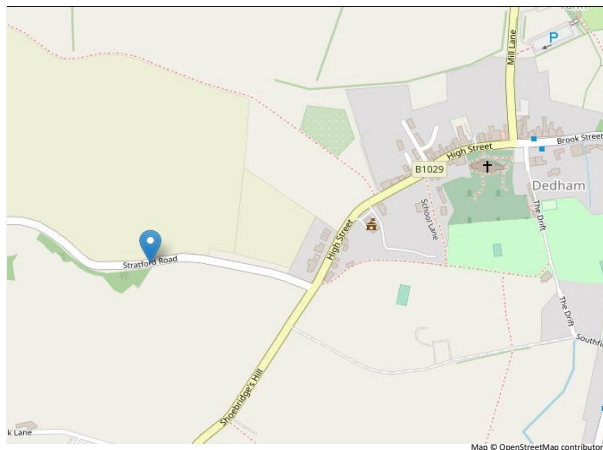 Mill Lane
P
High Street
Brook Street
B1029
Dedham
School Lane
The Drift
High Street
Stratford Road
The Drift
Shoebridge's Hill
k Lane
Map © OpenStreetMap contributor